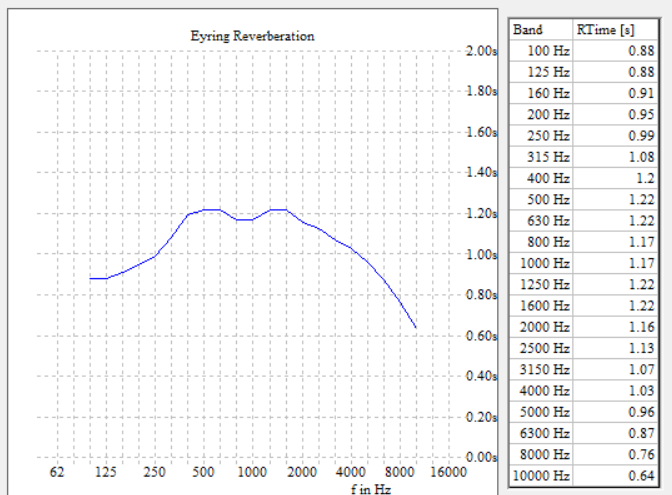 Eyring Reverberation
2.00s
1.80s
1.60s
1.40s
1.20s
1.00s
0.80s
0.60s
0.40s
0.20s
0.00s
62 125 250 500 1000 2000 4000 8000 16000
f in Hz
Band RTime [s]
100 Hz 0.88
125 Hz 0.88
160 Hz 0.91
200 Hz 0.95
250 Hz 0.99
315 Hz 1.08
400 Hz 1.2
500 Hz 1.22
630 Hz 1.22
800 Hz 1.17
1000 Hz 1.17
1250 Hz 1.22
1600 Hz 1.22
2000 Hz 1.16
2500 Hz 1.13
3150 Hz 1.07
4000 Hz 1.03
5000 Hz 0.96
6300 Hz 0.87
8000 Hz 0.76
10000 Hz 0.64